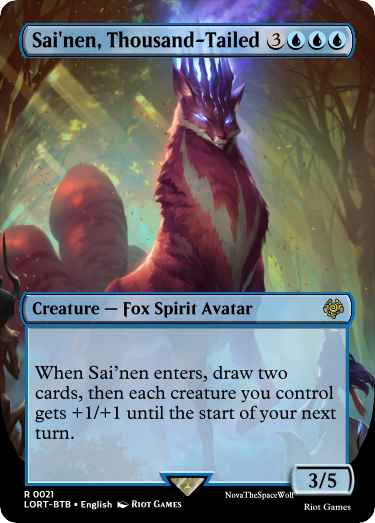 Sai'nen, Thousand-Tailed 3
Creature — Fox Spirit Avatar
When Sai'nen enters, draw two
cards, then each creature you control
gets +1/+1 until the start of your next
turn.
3/5
R 0021
LORT-BTB • English Riot Games
NovaTheSpaceWolf
Riot Games